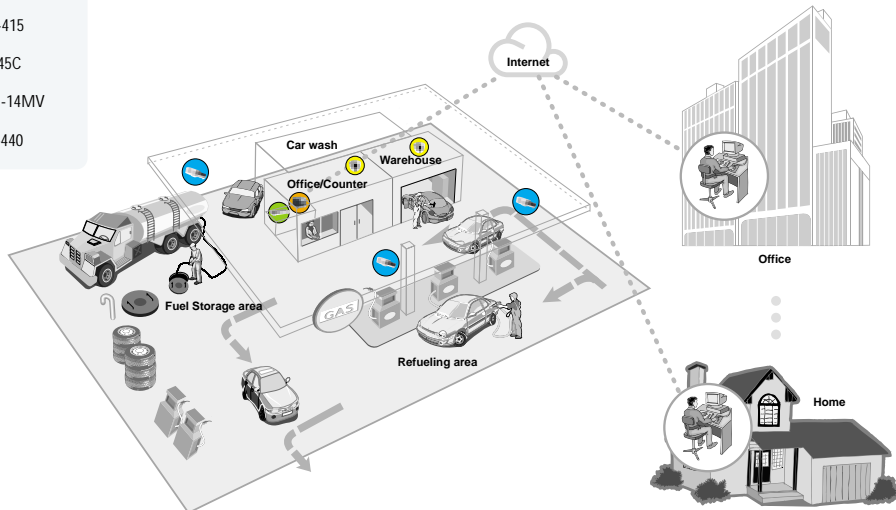 415
45C
-14MV
440
Internet
Car wash
Warehouse
Office/Counter
Fuel Storage area
GAS
Refueling area
Office
Home